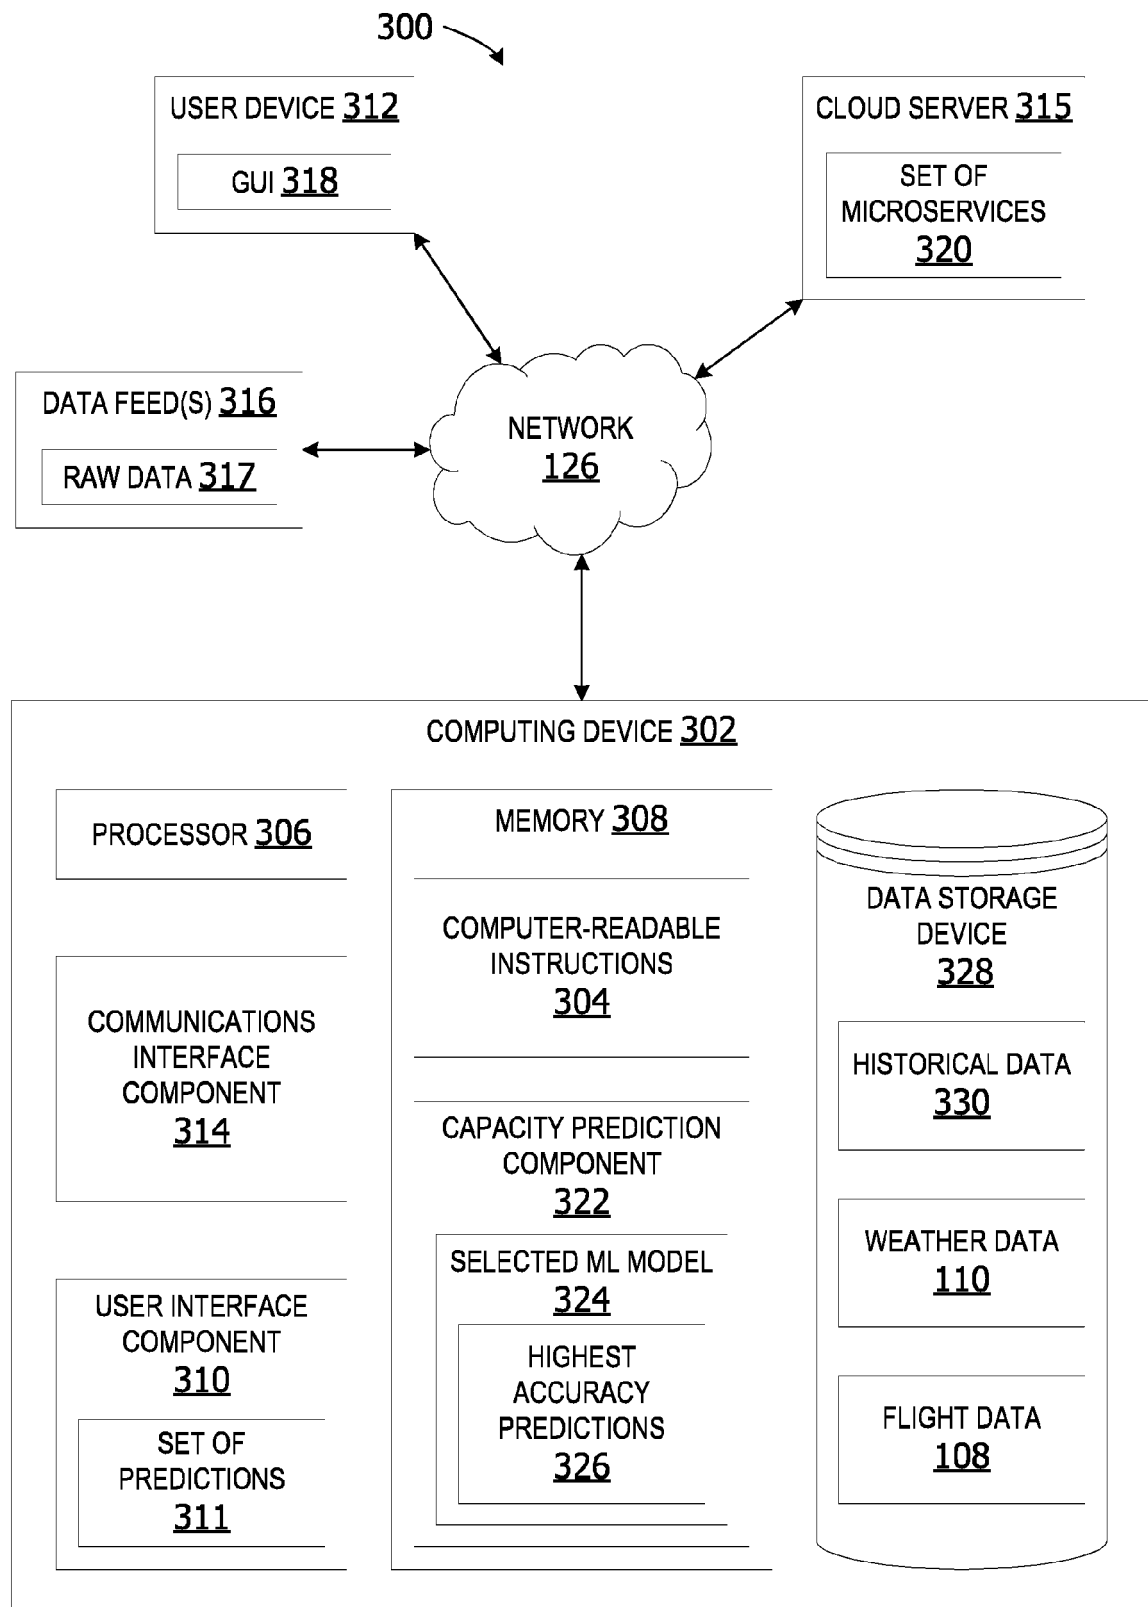 300
USER DEVICE 312
GUI 318
CLOUD SERVER 315
SET OF
MICROSERVICES
320
DATA FEED(S) 316
RAW DATA 317
NETWORK
126
COMPUTING DEVICE 302
PROCESSOR 306
COMMUNICATIONS
INTERFACE
COMPONENT
314
USER INTERFACE
COMPONENT
310
SET OF
PREDICTIONS
311
MEMORY 308
COMPUTER-READABLE
INSTRUCTIONS
304
CAPACITY PREDICTION
COMPONENT
322
SELECTED ML MODEL
324
HIGHEST
ACCURACY
PREDICTIONS
326
DATA STORAGE
DEVICE
328
HISTORICAL DATA
330
WEATHER DATA
110
FLIGHT DATA
108